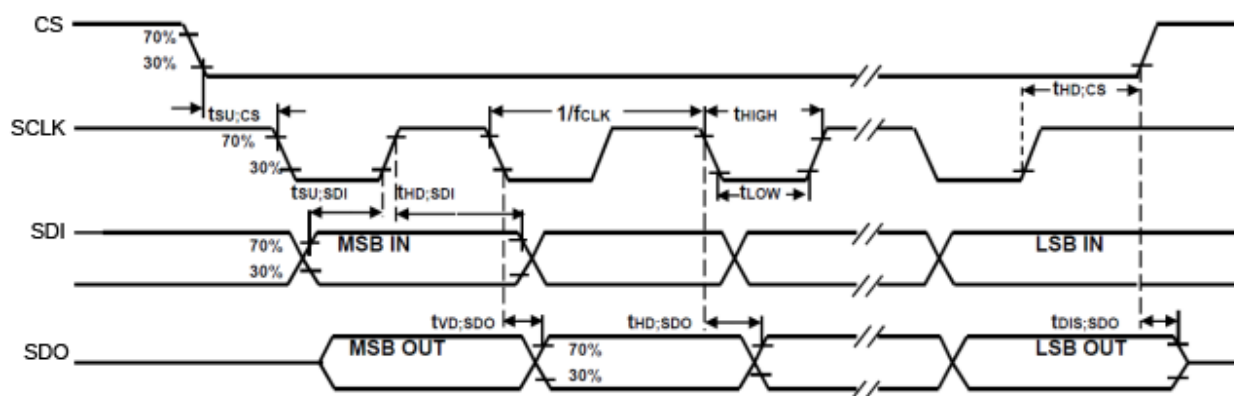 CS
70%
30%
tSU;CS
1/fCLK
tHIGH
tHD;CS
SCLK
70%
30%
tSU;SDI
tHD;SDI
tLOW
SDI
70%
30%
MSB IN
LSB IN
tVD;SDO
tHD;SDO
tDIS;SDO
SDO
MSB OUT
70%
30%
LSB OUT